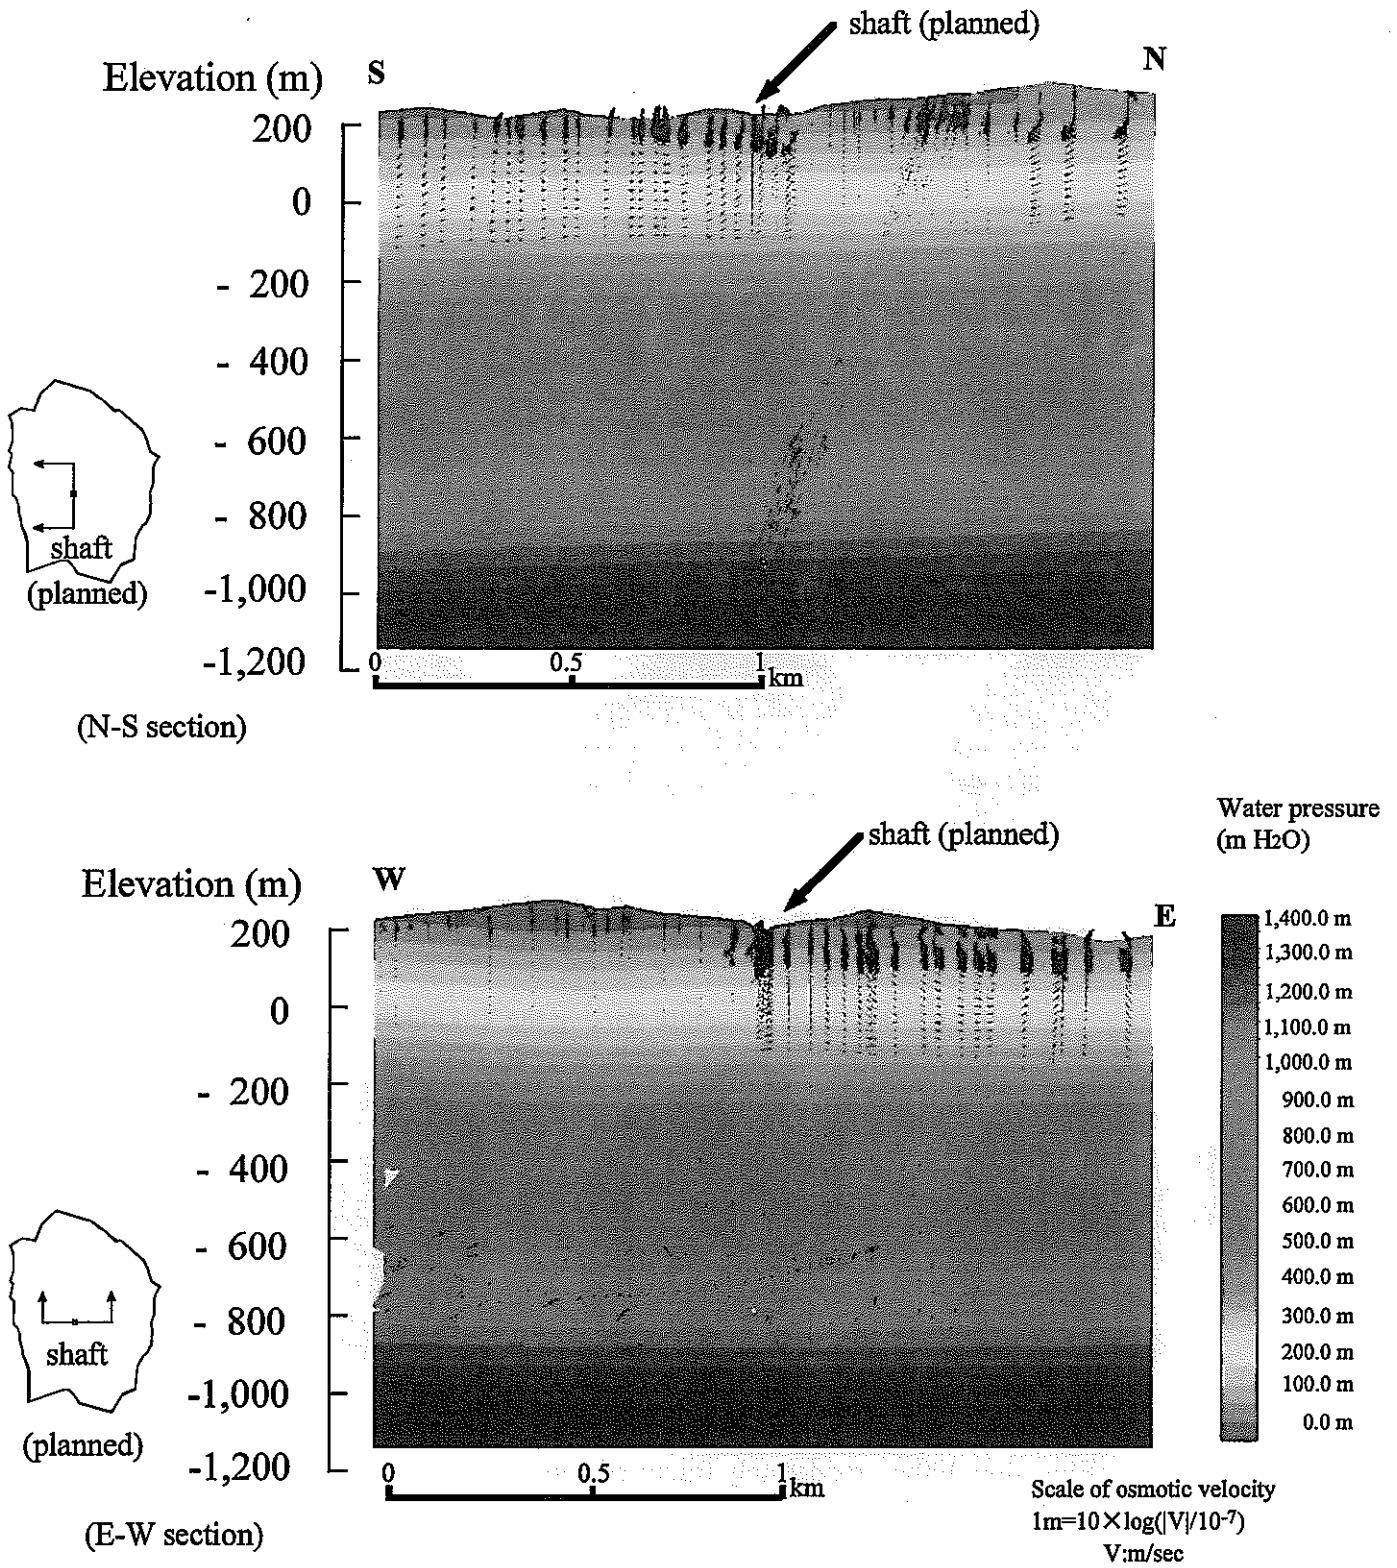 shaft (planned)
Elevation (m)
S
N
200
0
- 200
- 400
- 600
- 800
-1,000
-1,200
shaft
(planned)
0
0.5
1
km
(N-S section)
shaft (planned)
Water pressure
(m H2O)
Elevation (m)
W
E
200
0
- 200
- 400
- 600
- 800
-1,000
-1,200
1,400.0 m
1,300.0 m
1,200.0 m
1,100.0 m
1,000.0 m
900.0 m
800.0 m
700.0 m
600.0 m
500.0 m
400.0 m
300.0 m
200.0 m
100.0 m
0.0 m
shaft
(planned)
0
0.5
1
km
(E-W section)
Scale of osmotic velocity
1m=10×log(|V|/10⁻⁷)
V:m/sec